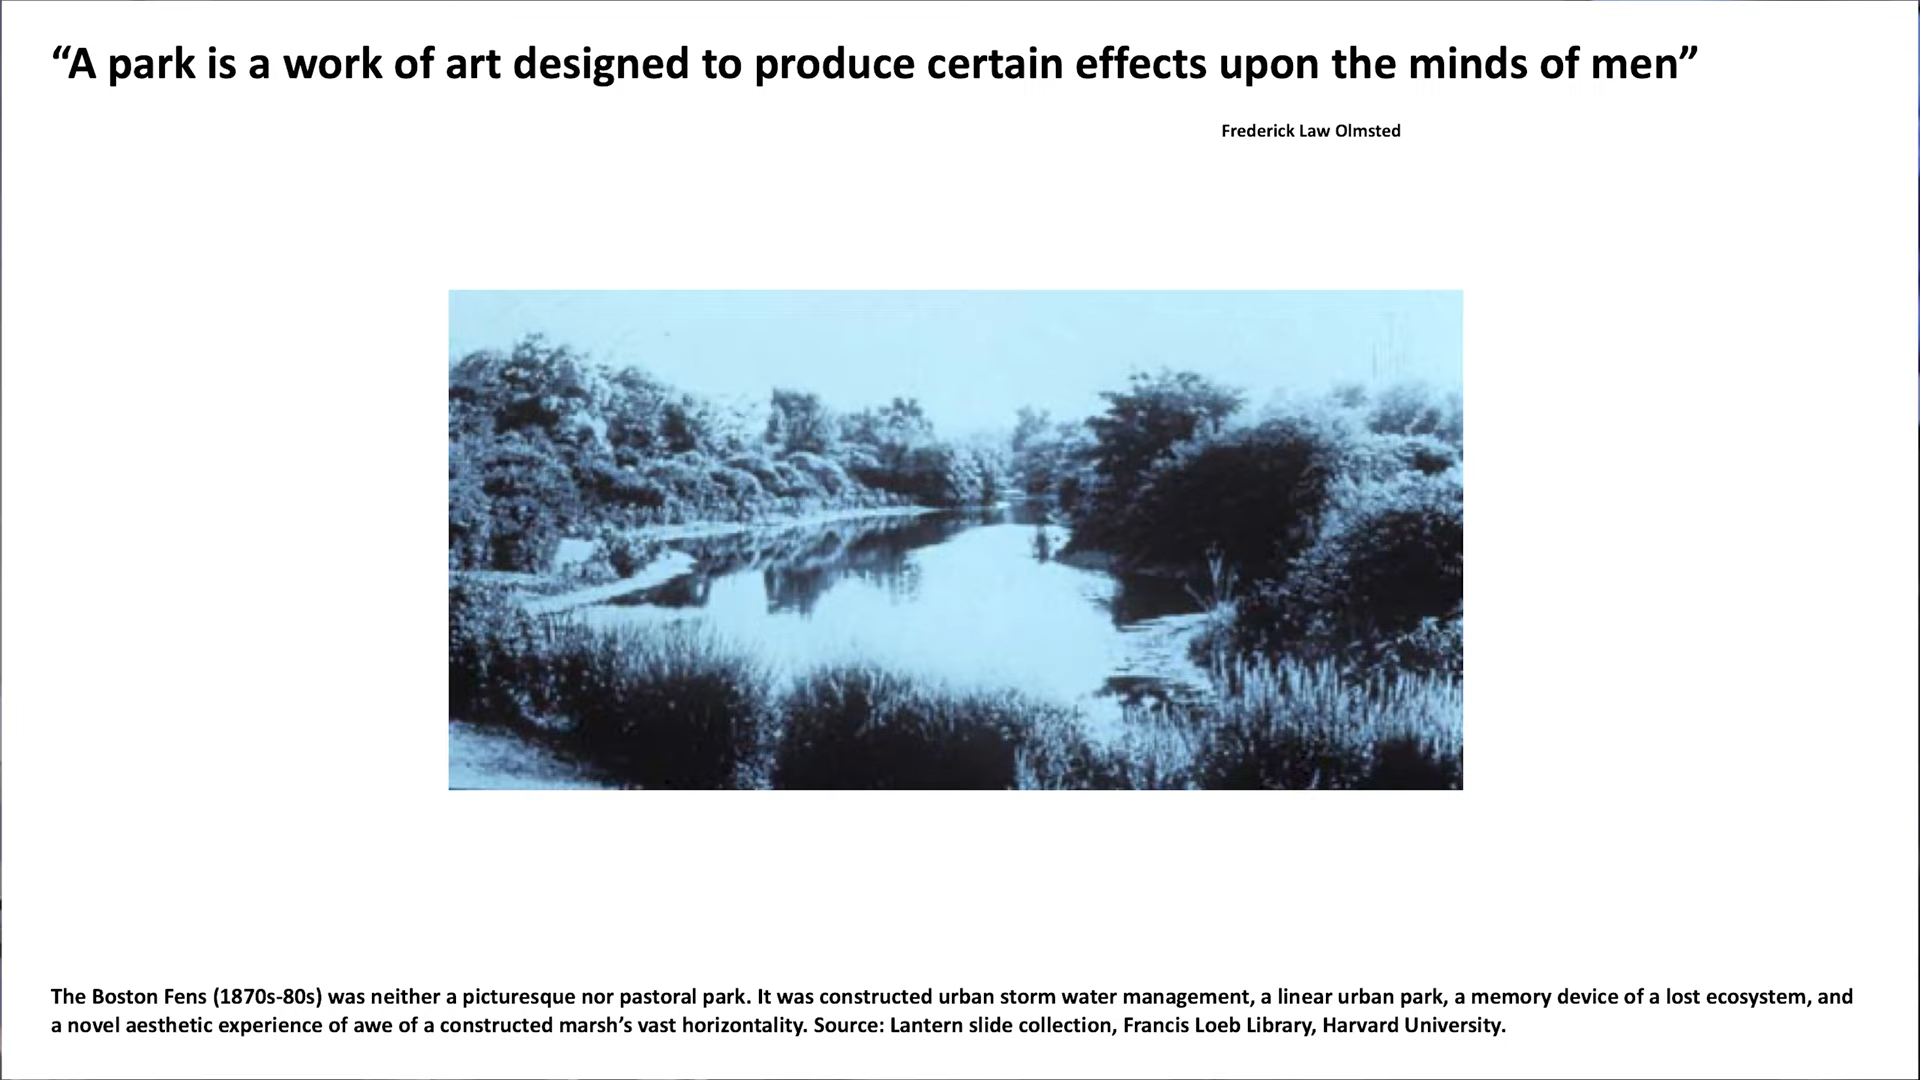 “A park is a work of art designed to produce certain effects upon the minds of men”
Frederick Law Olmsted
The Boston Fens (1870s-80s) was neither a picturesque nor pastoral park. It was constructed urban storm water management, a linear urban park, a memory device of a lost ecosystem, and
a novel aesthetic experience of awe of a constructed marsh’s vast horizontality. Source: Lantern slide collection, Francis Loeb Library, Harvard University.